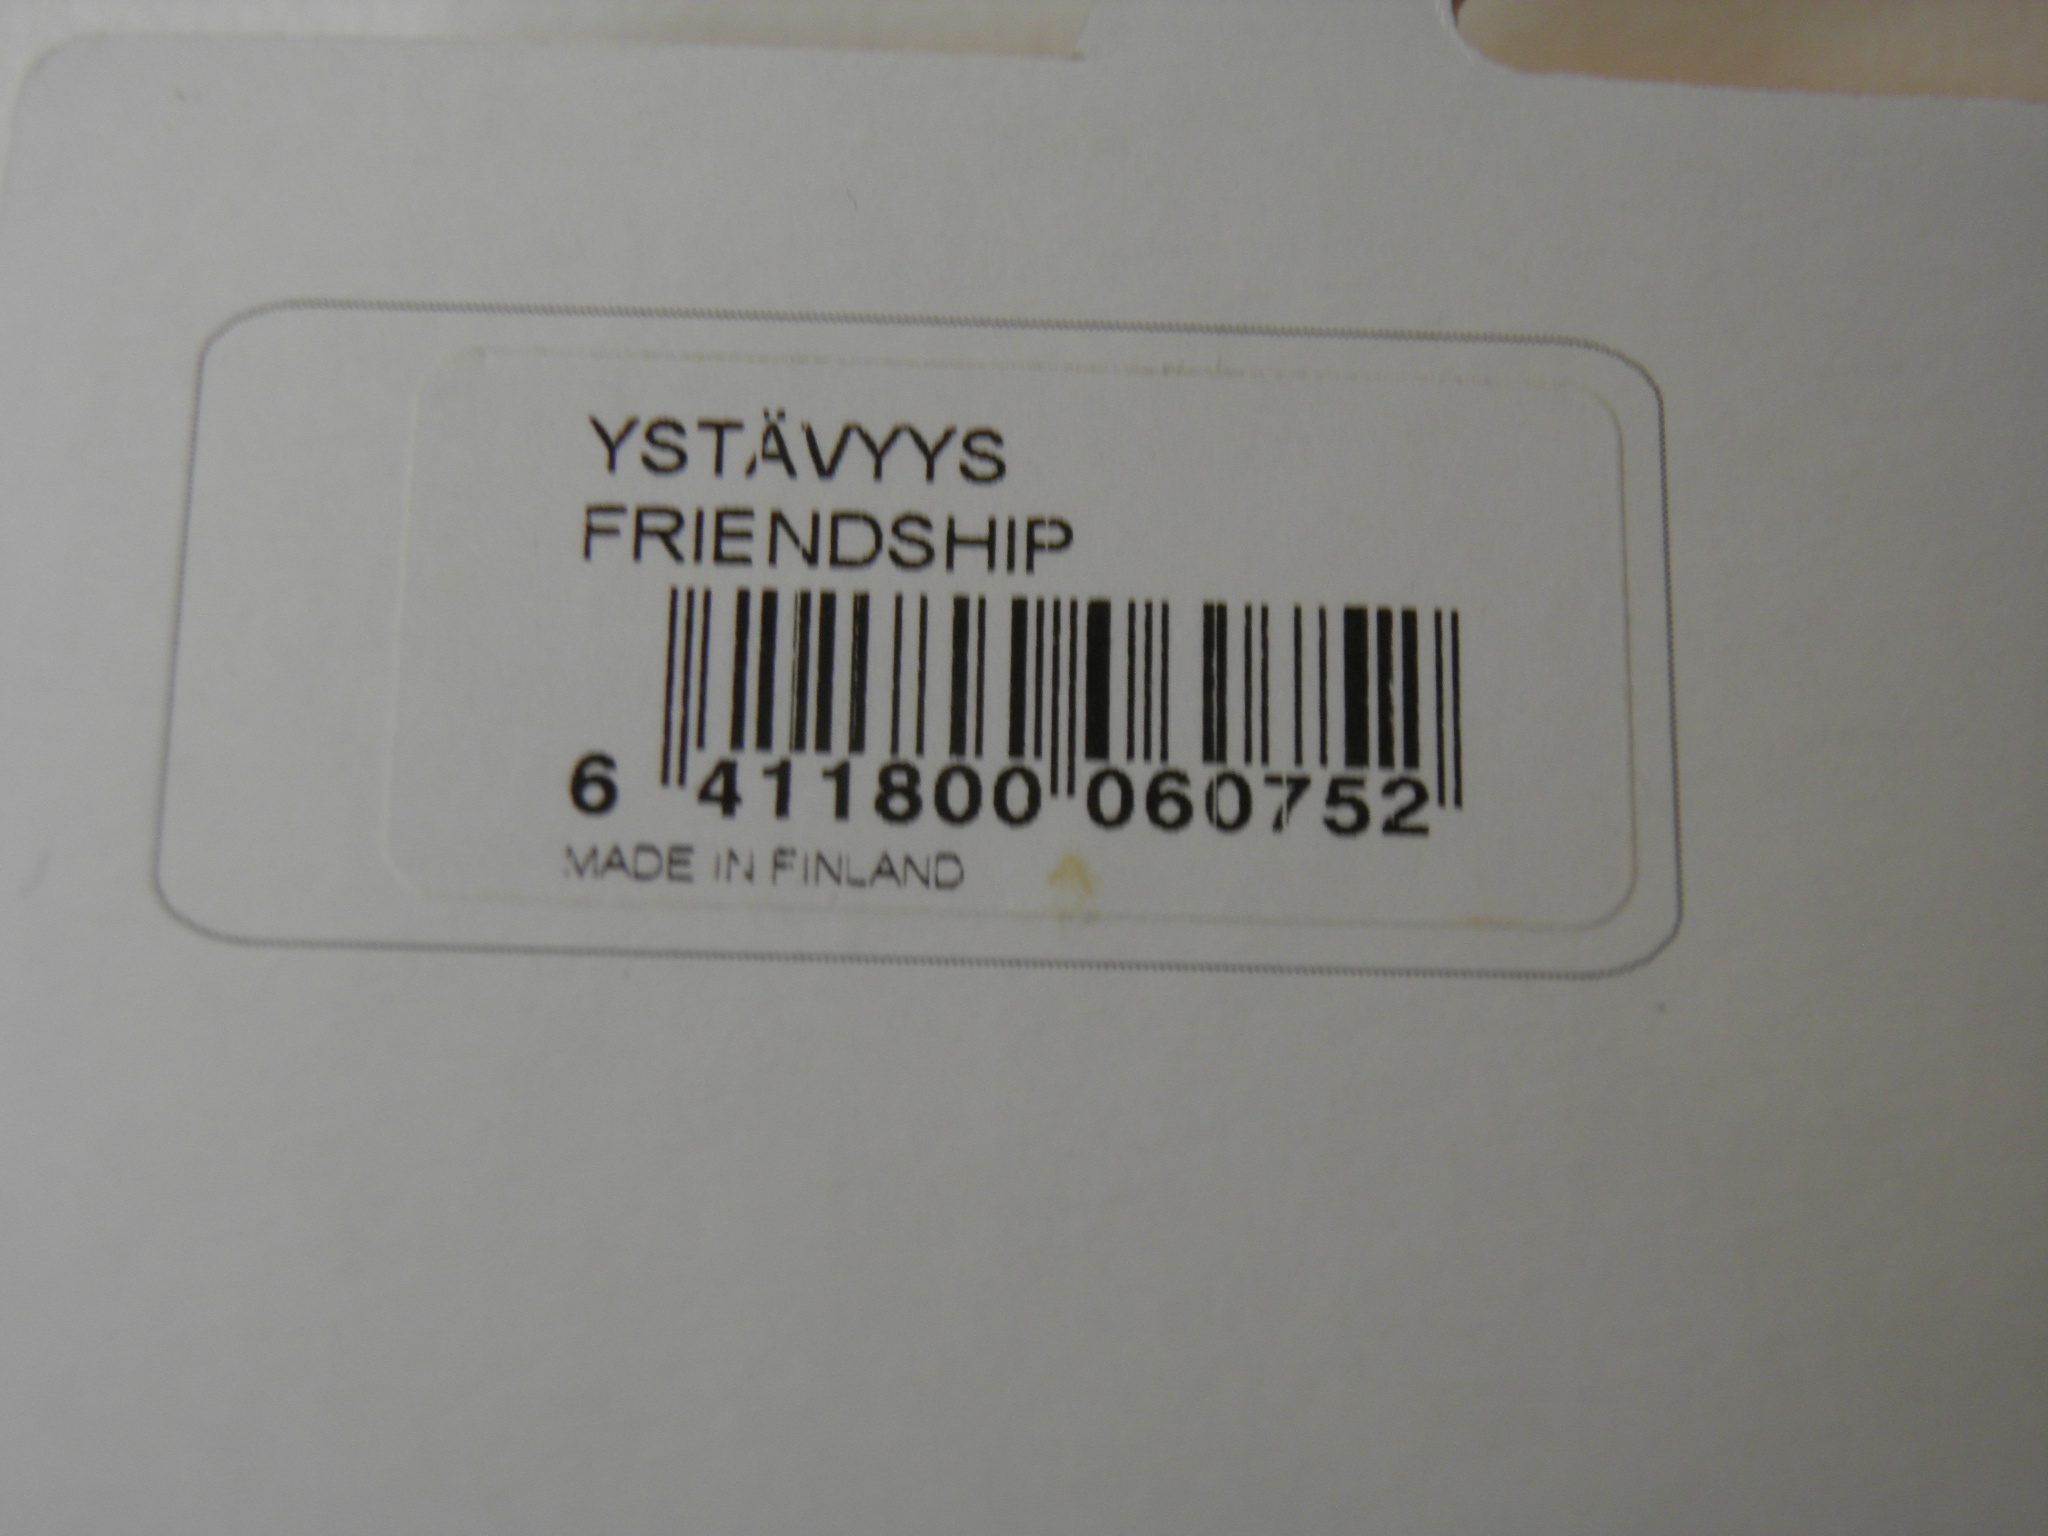 YSTÄVYYS
FRIENDSHIP
6 411800 060752
MADE IN FINLAND